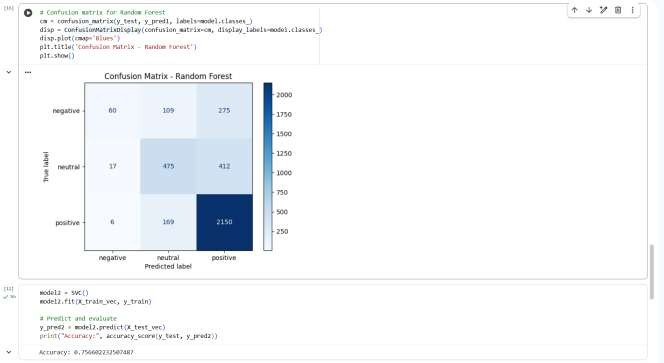 [15]
# Confusion matrix for Random Forest
cm = confusion_matrix(y_test, y_pred1, labels=model.classes_)
disp = ConfusionMatrixDisplay(confusion_matrix=cm, display_labels=model.classes_)
disp.plot(cmap='Blues')
plt.title('Confusion Matrix - Random Forest')
plt.show()
Confusion Matrix - Random Forest
negative 60 109 275
neutral 17 475 412
positive 6 169 2150
negative neutral positive
Predicted label
True label
2000
1750
1500
1250
1000
750
500
250
[12]
model2 = SVC()
model2.fit(X_train_vec, y_train)
# Predict and evaluate
y_pred2 = model2.predict(X_test_vec)
print("Accuracy:", accuracy_score(y_test, y_pred2))
Accuracy: 0.756602232507487